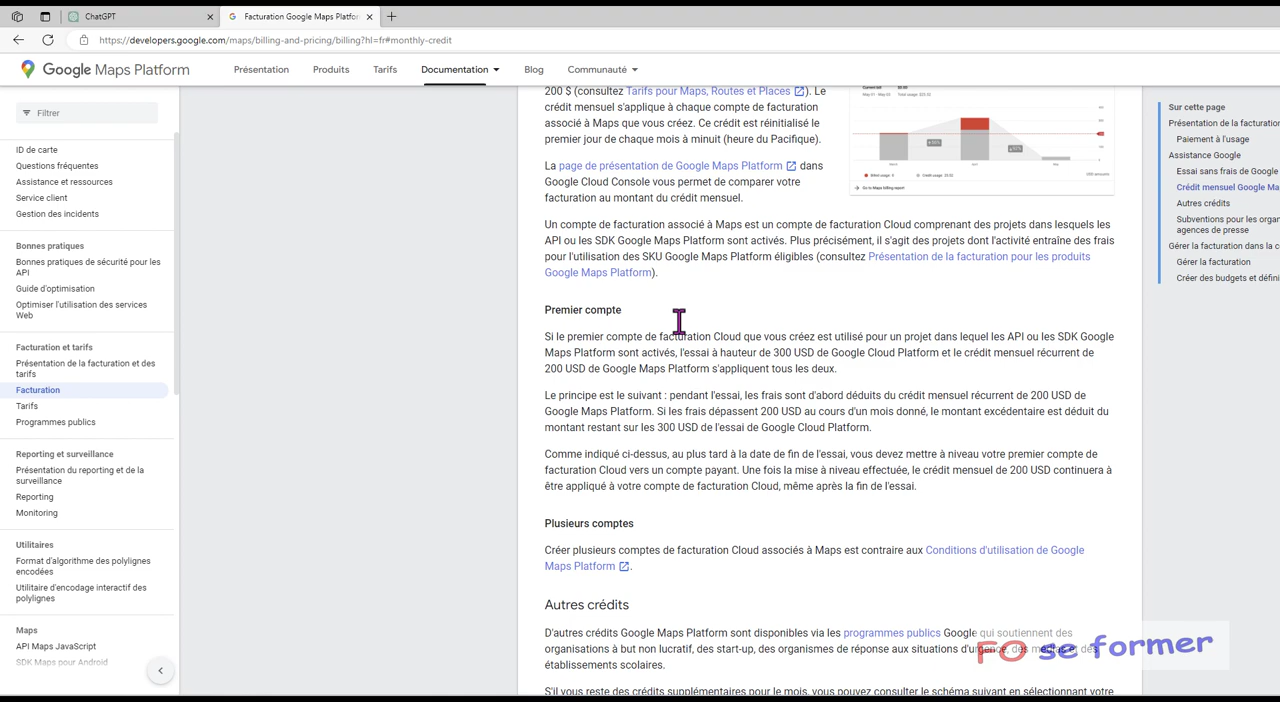 ChatGPT
Facturation Google Maps Platform
https://developers.google.com/maps/billing-and-pricing/billing?hl=fr#monthly-credit
Google Maps Platform
Présentation
Produits
Tarifs
Documentation
Blog
Communauté
Filtrer
ID de carte
Questions fréquentes
Assistance et ressources
Service client
Gestion des incidents
Bonnes pratiques
Bonnes pratiques de sécurité pour les
API
Guide d'optimisation
Optimiser l'utilisation des services
Web
Facturation et tarifs
Présentation de la facturation et des
tarifs
Facturation
Tarifs
Programmes publics
Reporting et surveillance
Présentation du reporting et de la
surveillance
Reporting
Monitoring
Utilitaires
Format d'algorithme des polylignes
encodées
Utilitaire d'encodage interactif des
polylignes
Maps
API Maps JavaScript
SDK Maps pour Android
200 $ (consultez Tarifs pour Maps, Routes et Places). Le
crédit mensuel s'applique à chaque compte de facturation
associé à Maps que vous créez. Ce crédit est réinitialisé le
premier jour de chaque mois à minuit (heure du Pacifique).
La page de présentation de Google Maps Platform dans
Google Cloud Console vous permet de comparer votre
facturation au montant du crédit mensuel.
Go to Maps billing report
Un compte de facturation associé à Maps est un compte de facturation Cloud comprenant des projets dans lesquels les
API ou les SDK Google Maps Platform sont activés. Plus précisément, il s'agit des projets dont l'activité entraîne des frais
pour l'utilisation des SKU Google Maps Platform éligibles (consultez Présentation de la facturation pour les produits
Google Maps Platform).
Premier compte
Si le premier compte de facturation Cloud que vous créez est utilisé pour un projet dans lequel les API ou les SDK Google
Maps Platform sont activés, l'essai à hauteur de 300 USD de Google Cloud Platform et le crédit mensuel récurrent de
200 USD de Google Maps Platform s'appliquent tous les deux.
Le principe est le suivant : pendant l'essai, les frais sont d'abord déduits du crédit mensuel récurrent de 200 USD de
Google Maps Platform. Si les frais dépassent 200 USD au cours d'un mois donné, le montant excédentaire est déduit du
montant restant sur les 300 USD de l'essai de Google Cloud Platform.
Comme indiqué ci-dessus, au plus tard à la date de fin de l'essai, vous devez mettre à niveau votre premier compte de
facturation Cloud vers un compte payant. Une fois la mise à niveau effectuée, le crédit mensuel de 200 USD continuera à
être appliqué à votre compte de facturation Cloud, même après la fin de l'essai.
Plusieurs comptes
Créer plusieurs comptes de facturation Cloud associés à Maps est contraire aux Conditions d'utilisation de Google
Maps Platform.
Autres crédits
D'autres crédits Google Maps Platform sont disponibles via les programmes publics Google qui soutiennent des
organisations à but non lucratif, des start-up, des organismes de réponse aux situations d'urgence, des médias et des
établissements scolaires.
S'il vous reste des crédits supplémentaires pour le mois, vous pouvez consulter le schéma suivant en sélectionnant votre
Sur cette page
Présentation de la facturation
Paiement à l'usage
Assistance Google
Essai sans frais de Google
Crédit mensuel Google Ma
Autres crédits
Subventions pour les organ
agences de presse
Gérer la facturation dans la c
Gérer la facturation
Créer des budgets et défini
FO se former